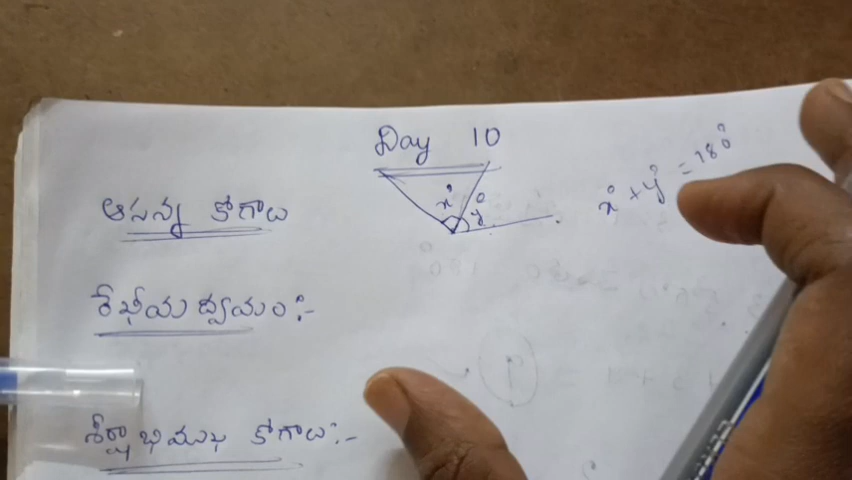 Day 10
x° + y° = 180°
ఆసన్న కోణాలు
x°
y°
రేఖీయ ద్వయం :-
శీర్షాభిముఖ కోణాలు :-